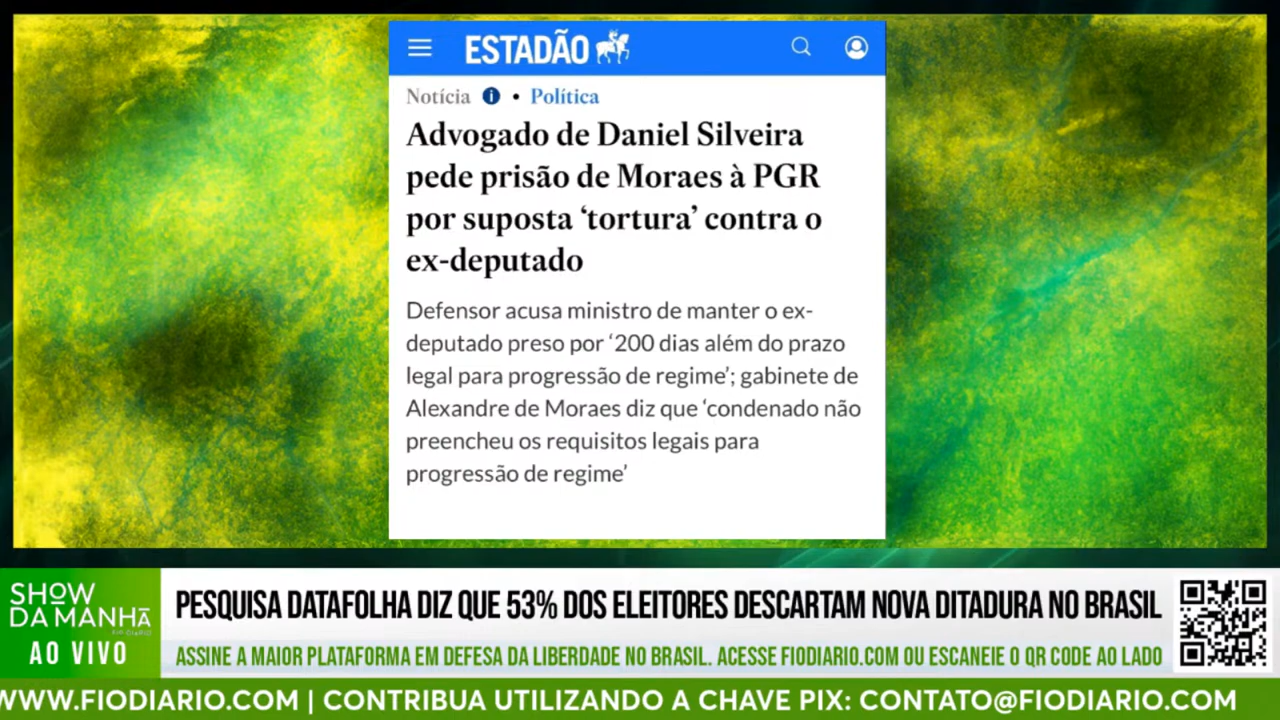 ESTADÃO
Notícia i • Política
Advogado de Daniel Silveira
pede prisão de Moraes à PGR
por suposta ‘tortura’ contra o
ex-deputado
Defensor acusa ministro de manter o ex-
deputado preso por ‘200 dias além do prazo
legal para progressão de regime’; gabinete de
Alexandre de Moraes diz que ‘condenado não
preencheu os requisitos legais para
progressão de regime’
SHOW
DA MANHÃ
FIO DIÁRIO
AO VIVO
PESQUISA DATAFOLHA DIZ QUE 53% DOS ELEITORES DESCARTAM NOVA DITADURA NO BRASIL
ASSINE A MAIOR PLATAFORMA EM DEFESA DA LIBERDADE NO BRASIL. ACESSE FIODIARIO.COM OU ESCANEIE O QR CODE AO LADO
WWW.FIODIARIO.COM | CONTRIBUA UTILIZANDO A CHAVE PIX: CONTATO@FIODIARIO.COM